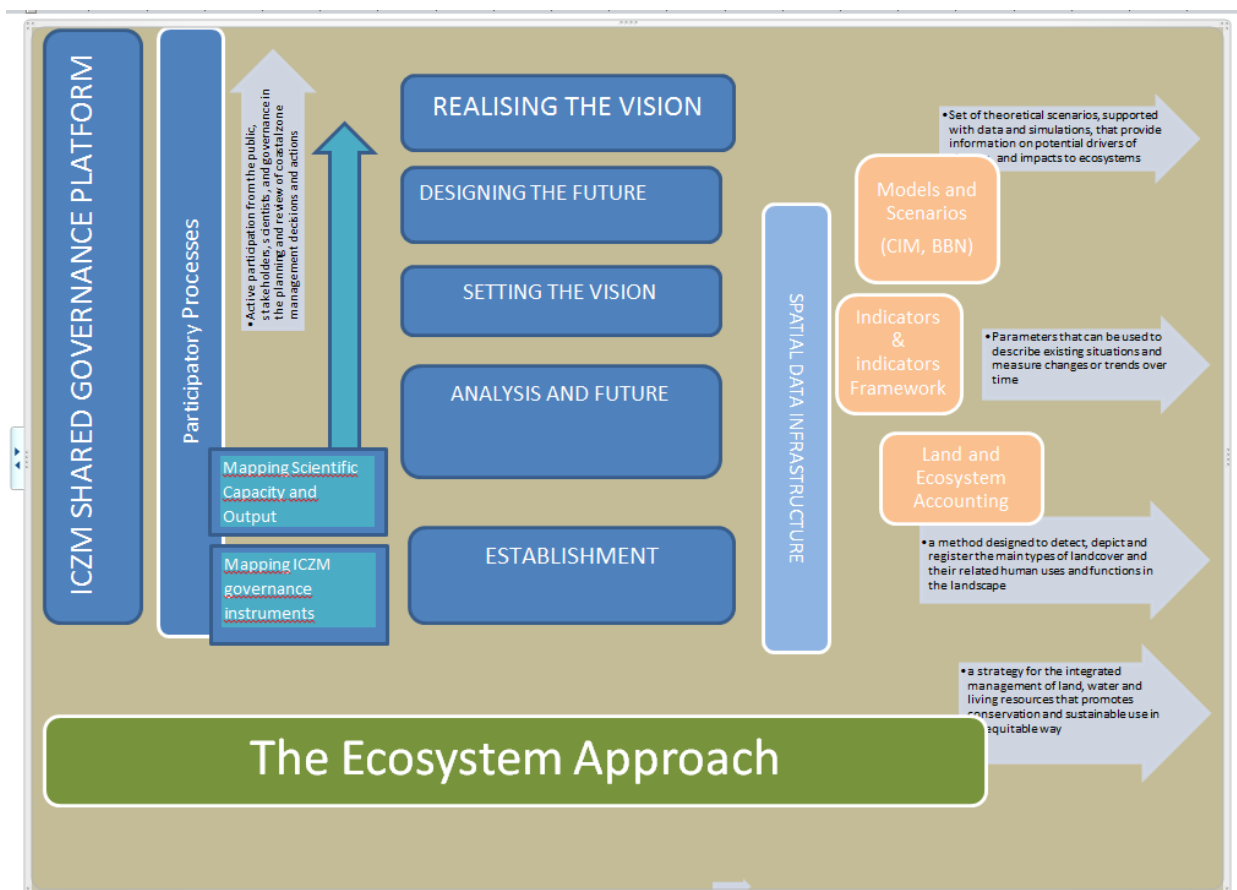 ICZM SHARED GOVERNANCE PLATFORM
Participatory Processes
•Active participation from the public,
stakeholders, scientists, and governance in
the planning and review of coastal zone
management decisions and actions
Mapping Scientific
Capacity and
Output
Mapping ICZM
governance
instruments
REALISING THE VISION
DESIGNING THE FUTURE
SETTING THE VISION
ANALYSIS AND FUTURE
ESTABLISHMENT
SPATIAL DATA INFRASTRUCTURE
•Set of theoretical scenarios, supported
with data and simulations, that provide
information on potential drivers of
and impacts to ecosystems
Models and
Scenarios
(CIM, BBN)
Indicators
&
indicators
Framework
•Parameters that can be used to
describe existing situations and
measure changes or trends over
time
Land and
Ecosystem
Accounting
•a method designed to detect, depict and
register the main types of landcover and
their related human uses and functions in
the landscape
•a strategy for the integrated
management of land, water and
living resources that promotes
conservation and sustainable use in
equitable way
The Ecosystem Approach